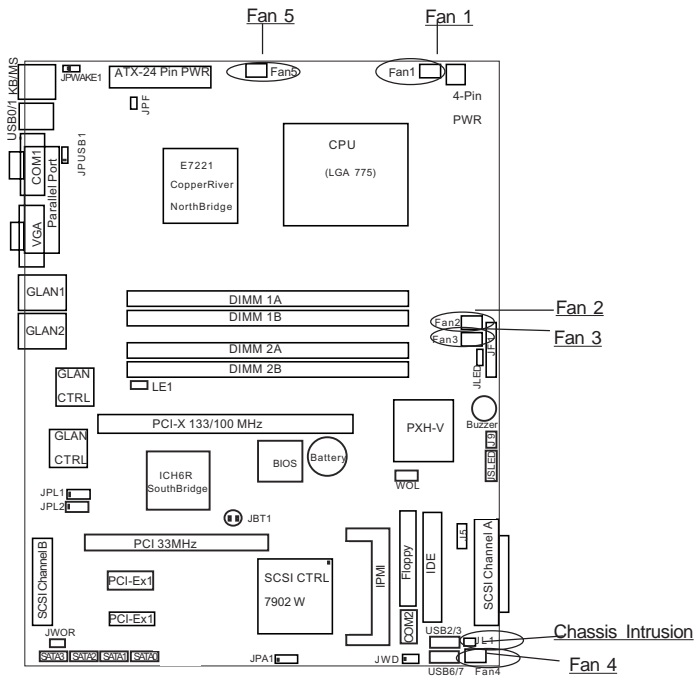 Fan 5
Fan 1
KB/MS
JPWAKE1
ATX-24 Pin PWR
Fan5
Fan1
4-Pin
PWR
USB0/1
JPF
JPUSB1
COM1
Parallel Port
VGA
E7221
CopperRiver
NorthBridge
CPU
(LGA 775)
GLAN1
GLAN2
DIMM 1A
DIMM 1B
DIMM 2A
DIMM 2B
Fan 2
Fan2
Fan 3
Fan3
JF1
JLED
GLAN
CTRL
LE1
PCI-X 133/100 MHz
PXH-V
Buzzer
GLAN
CTRL
BIOS
Battery
J9
JSLED
ICH6R
SouthBridge
WOL
JPL1
JPL2
JBT1
PCI 33MHz
SCSI Channel B
PCI-Ex1
PCI-Ex1
SCSI CTRL
7902 W
IPMI
Floppy
IDE
J5
SCSI Channel A
COM2
JWOR
USB2/3
JL1
Chassis Intrusion
SATA3
SATA2
SATA1
SATA0
JPA1
JWD
USB6/7
Fan4
Fan 4